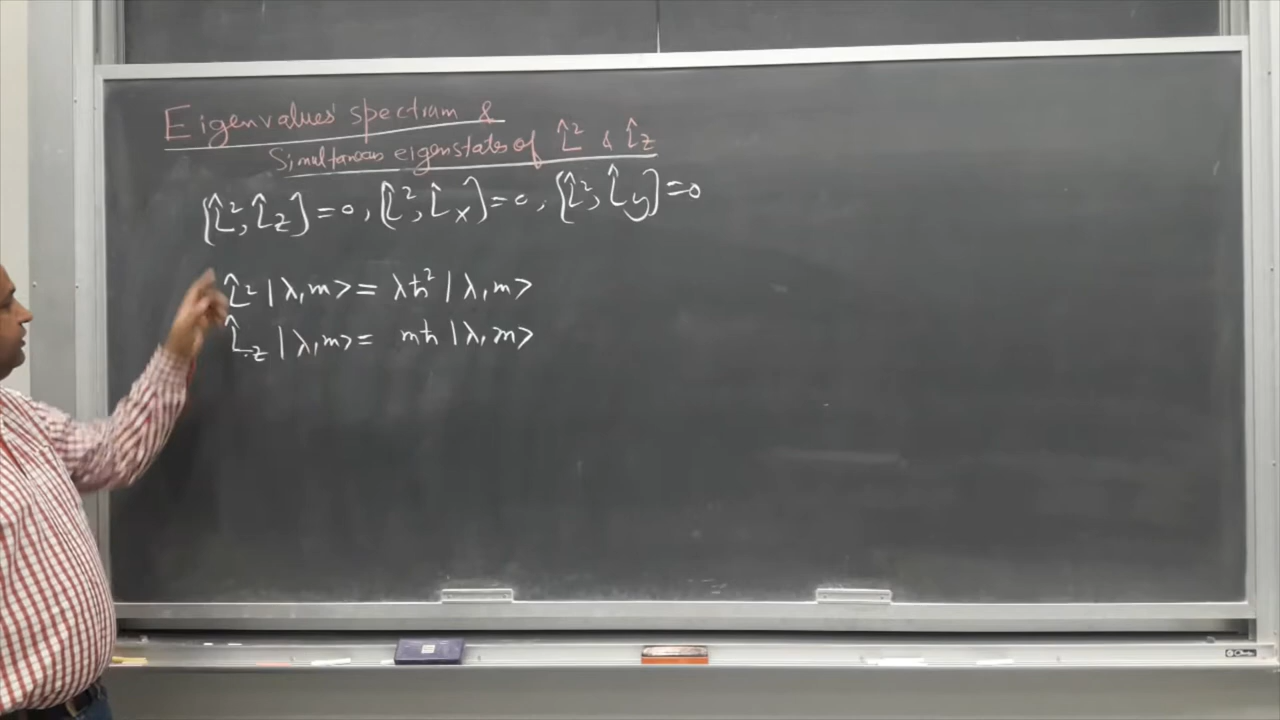 Eigenvalues' spectrum &
Simultaneous eigenstates of L̂² & L̂z
[L̂², L̂z] = 0, [L̂², L̂x] = 0, [L̂², L̂y] = 0
L̂² |λ,m> = λħ² |λ,m>
L̂z |λ,m> = mħ |λ,m>